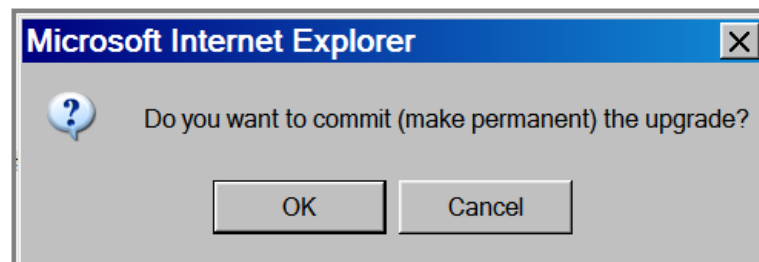 Microsoft Internet Explorer
Do you want to commit (make permanent) the upgrade?
OK
Cancel